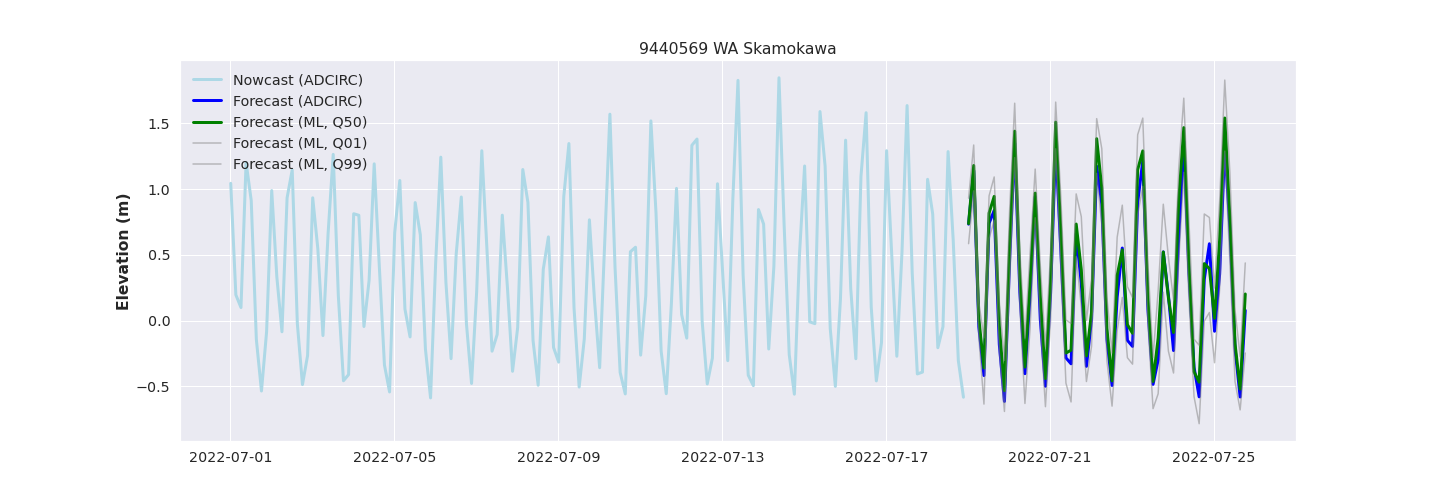 9440569 WA Skamokawa
Nowcast (ADCIRC)
Forecast (ADCIRC)
Forecast (ML, Q50)
Forecast (ML, Q01)
Forecast (ML, Q99)
Elevation (m)
1.5
1.0
0.5
0.0
−0.5
2022-07-01 2022-07-05 2022-07-09 2022-07-13 2022-07-17 2022-07-21 2022-07-25